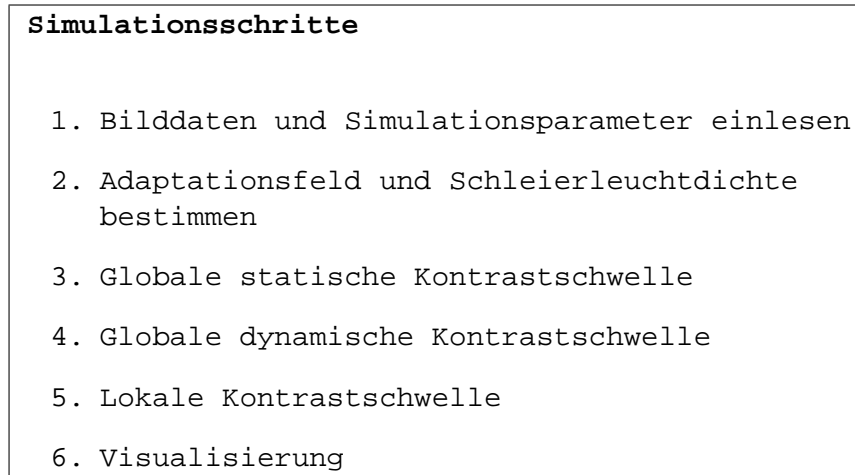 Simulationsschritte
1. Bilddaten und Simulationsparameter einlesen
2. Adaptationsfeld und Schleierleuchtdichte
bestimmen
3. Globale statische Kontrastschwelle
4. Globale dynamische Kontrastschwelle
5. Lokale Kontrastschwelle
6. Visualisierung